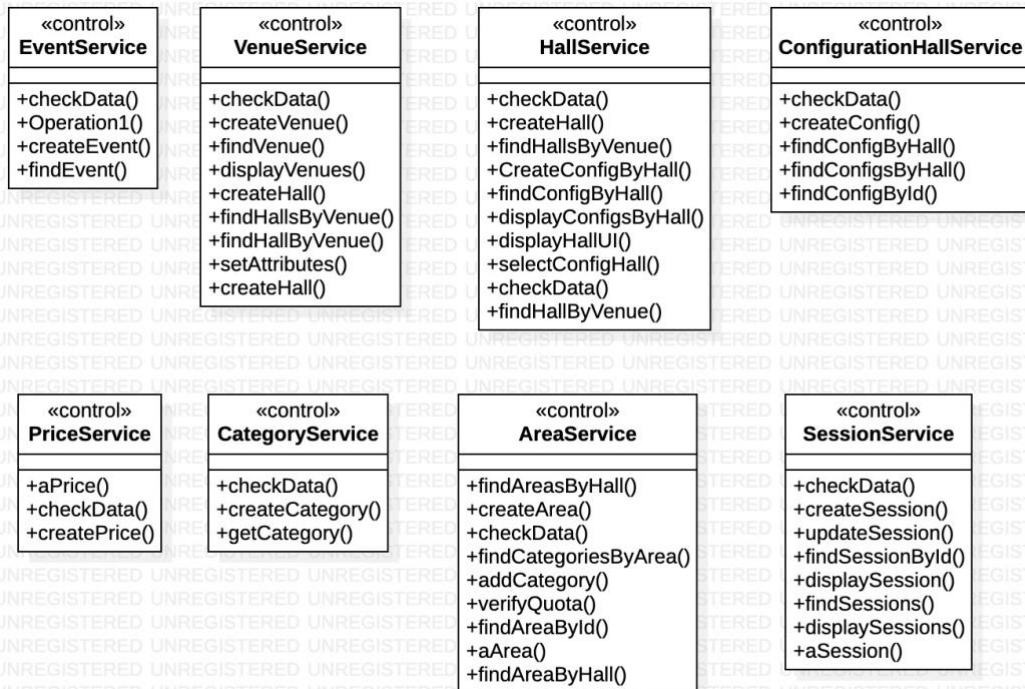 «control»
EventService
+checkData()
+Operation1()
+createEvent()
+findEvent()
«control»
VenueService
+checkData()
+createVenue()
+findVenue()
+displayVenues()
+createHall()
+findHallsByVenue()
+findHallByVenue()
+setAttributes()
+createHall()
«control»
HallService
+checkData()
+createHall()
+findHallsByVenue()
+CreateConfigByHall()
+findConfigByHall()
+displayConfigsByHall()
+displayHallUI()
+selectConfigHall()
+checkData()
+findHallByVenue()
«control»
ConfigurationHallService
+checkData()
+createConfig()
+findConfigByHall()
+findConfigsByHall()
+findConfigById()
«control»
PriceService
+aPrice()
+checkData()
+createPrice()
«control»
CategoryService
+checkData()
+createCategory()
+getCategory()
«control»
AreaService
+findAreasByHall()
+createArea()
+checkData()
+findCategoriesByArea()
+addCategory()
+verifyQuota()
+findAreaById()
+aArea()
+findAreaByHall()
«control»
SessionService
+checkData()
+createSession()
+updateSession()
+findSessionById()
+displaySession()
+findSessions()
+displaySessions()
+aSession()